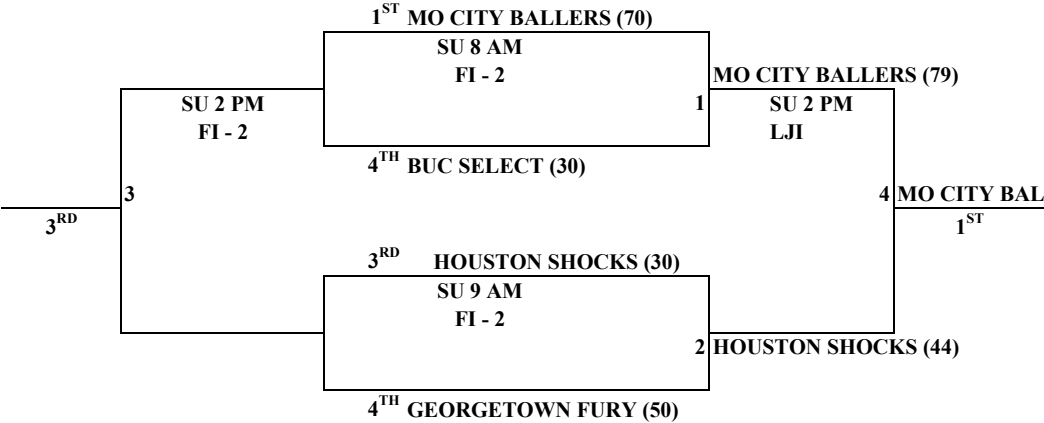 1ST MO CITY BALLERS (70)
SU 8 AM
FI - 2
MO CITY BALLERS (79)
SU 2 PM
FI - 2
1
SU 2 PM
LJI
4TH BUC SELECT (30)
3
4 MO CITY BAL
3RD
1ST
3RD HOUSTON SHOCKS (30)
SU 9 AM
FI - 2
2 HOUSTON SHOCKS (44)
4TH GEORGETOWN FURY (50)